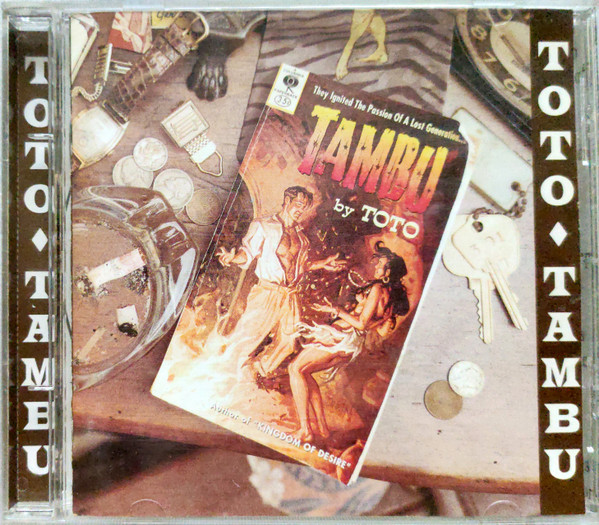 TOTO ♦ TAMBU
35¢
They Ignited The Passion Of A Lost Generation...
TAMBU
by TOTO
Author of "KINGDOM OF DESIRE"
TOTO ♦ TAMBU